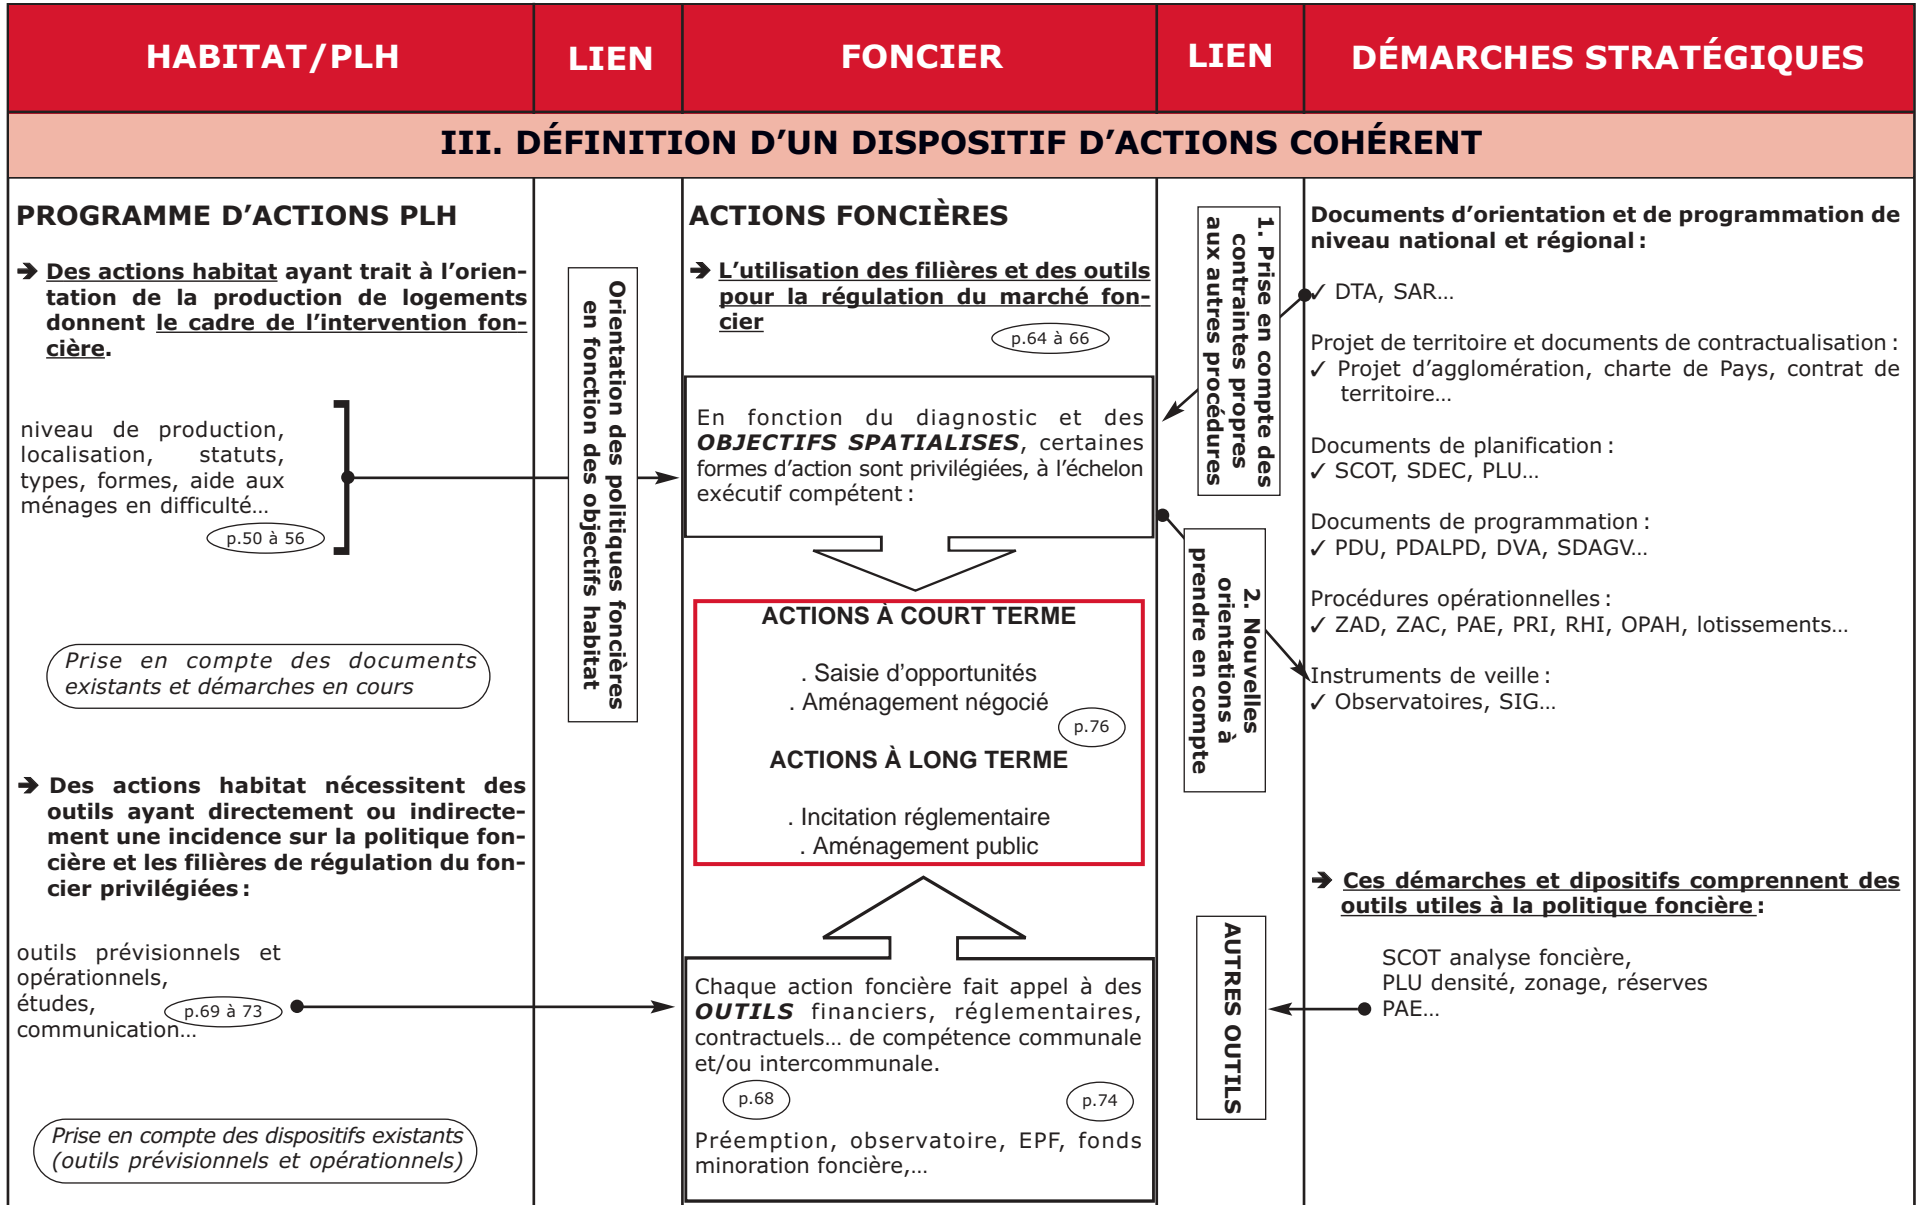 HABITAT/PLH
LIEN
FONCIER
LIEN
DÉMARCHES STRATÉGIQUES
III. DÉFINITION D’UN DISPOSITIF D’ACTIONS COHÉRENT
PROGRAMME D’ACTIONS PLH
➔ Des actions habitat ayant trait à l’orien-
tation de la production de logements
donnent le cadre de l’intervention fon-
cière.
niveau de production,
localisation, statuts,
types, formes, aide aux
ménages en difficulté…
p.50 à 56
Prise en compte des documents
existants et démarches en cours
➔ Des actions habitat nécessitent des
outils ayant directement ou indirecte-
ment une incidence sur la politique fon-
cière et les filières de régulation du fon-
cier privilégiées :
outils prévisionnels et
opérationnels,
études,
communication…
p.69 à 73
Prise en compte des dispositifs existants
(outils prévisionnels et opérationnels)
Orientation des politiques foncières
en fonction des objectifs habitat
ACTIONS FONCIÈRES
➔ L’utilisation des filières et des outils
pour la régulation du marché fon-
cier
p.64 à 66
En fonction du diagnostic et des
OBJECTIFS SPATIALISES, certaines
formes d’action sont privilégiées, à l’échelon
exécutif compétent :
ACTIONS À COURT TERME
. Saisie d’opportunités
. Aménagement négocié
p.76
ACTIONS À LONG TERME
. Incitation réglementaire
. Aménagement public
Chaque action foncière fait appel à des
OUTILS financiers, réglementaires,
contractuels… de compétence communale
et/ou intercommunale.
p.68
p.74
Préemption, observatoire, EPF, fonds
minoration foncière,…
1. Prise en compte des
contraintes propres
aux autres procédures
2. Nouvelles
orientations à
prendre en compte
AUTRES OUTILS
Documents d’orientation et de programmation de
niveau national et régional :
✓ DTA, SAR…
Projet de territoire et documents de contractualisation :
✓ Projet d’agglomération, charte de Pays, contrat de
territoire…
Documents de planification :
✓ SCOT, SDEC, PLU…
Documents de programmation :
✓ PDU, PDALPD, DVA, SDAGV…
Procédures opérationnelles :
✓ ZAD, ZAC, PAE, PRI, RHI, OPAH, lotissements…
Instruments de veille :
✓ Observatoires, SIG…
➔ Ces démarches et dipositifs comprennent des
outils utiles à la politique foncière :
SCOT analyse foncière,
PLU densité, zonage, réserves
PAE…